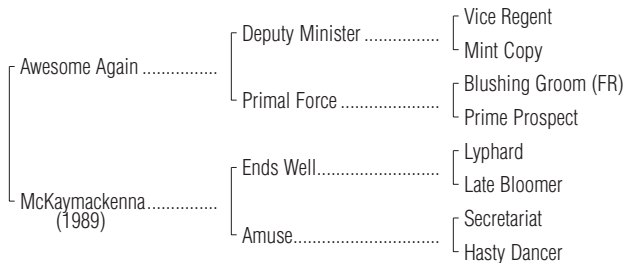 Vice Regent
Deputy Minister ................
Mint Copy
Awesome Again ................
Blushing Groom (FR)
Primal Force .....................
Prime Prospect
Lyphard
Ends Well..........................
Late Bloomer
McKaymackenna...............
(1989)
Secretariat
Amuse...............................
Hasty Dancer